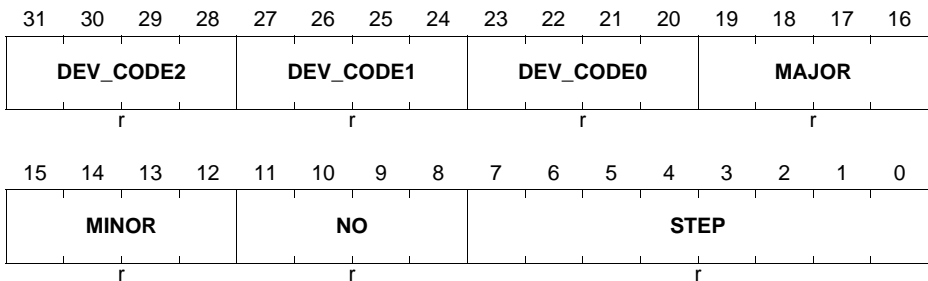 31 30 29 28 27 26 25 24 23 22 21 20 19 18 17 16
DEV_CODE2 DEV_CODE1 DEV_CODE0 MAJOR
r r r r
15 14 13 12 11 10 9 8 7 6 5 4 3 2 1 0
MINOR NO STEP
r r r